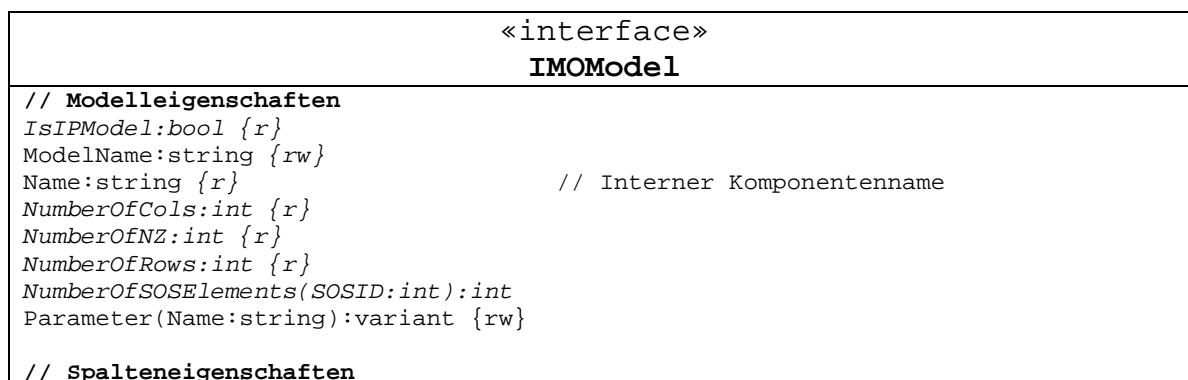 «interface»
IMOModel
// Modelleigenschaften
IsIPModel:bool {r}
ModelName:string {rw}
Name:string {r} // Interner Komponentenname
NumberOfCols:int {r}
NumberOfNZ:int {r}
NumberOfRows:int {r}
NumberOfSOSElements(SOSID:int):int
Parameter(Name:string):variant {rw}
// Spalteneigenschaften